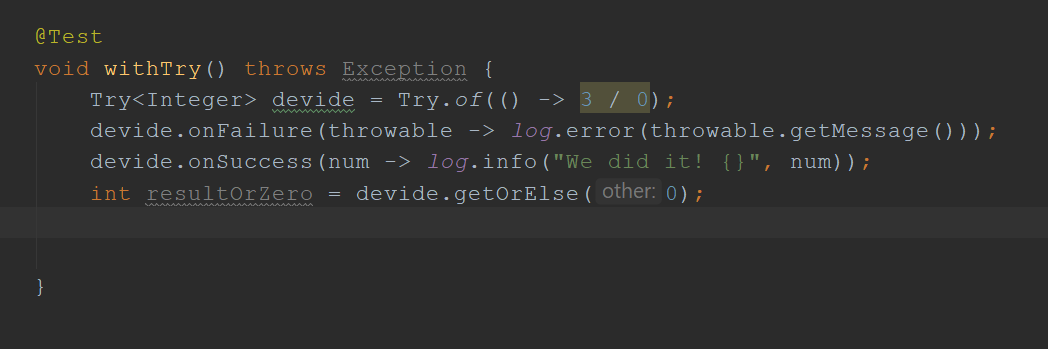 @Test
void withTry() throws Exception {
Try<Integer> devide = Try.of(() -> 3 / 0);
devide.onFailure(throwable -> log.error(throwable.getMessage()));
devide.onSuccess(num -> log.info("We did it! {}", num));
int resultOrZero = devide.getOrElse( other: 0);
}